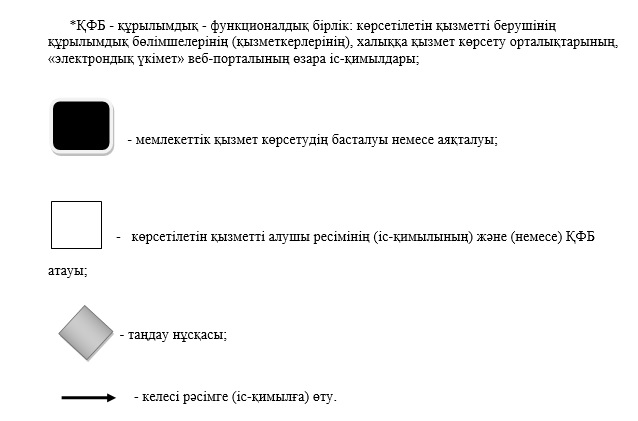 *ҚФБ - құрылымдық - функционалдық бірлік: көрсетілетін қызметті берушінің
құрылымдық бөлімшелерінің (қызметкерлерінің), халыққа қызмет көрсету орталықтарының,
«электрондық үкімет» веб-порталының өзара іс-қимылдары;
- мемлекеттік қызмет көрсетудің басталуы немесе аяқталуы;
- көрсетілетін қызметті алушы ресімінің (іс-қимылының) және (немесе) ҚФБ
атауы;
- таңдау нұсқасы;
- келесі рәсімге (іс-қимылға) өту.